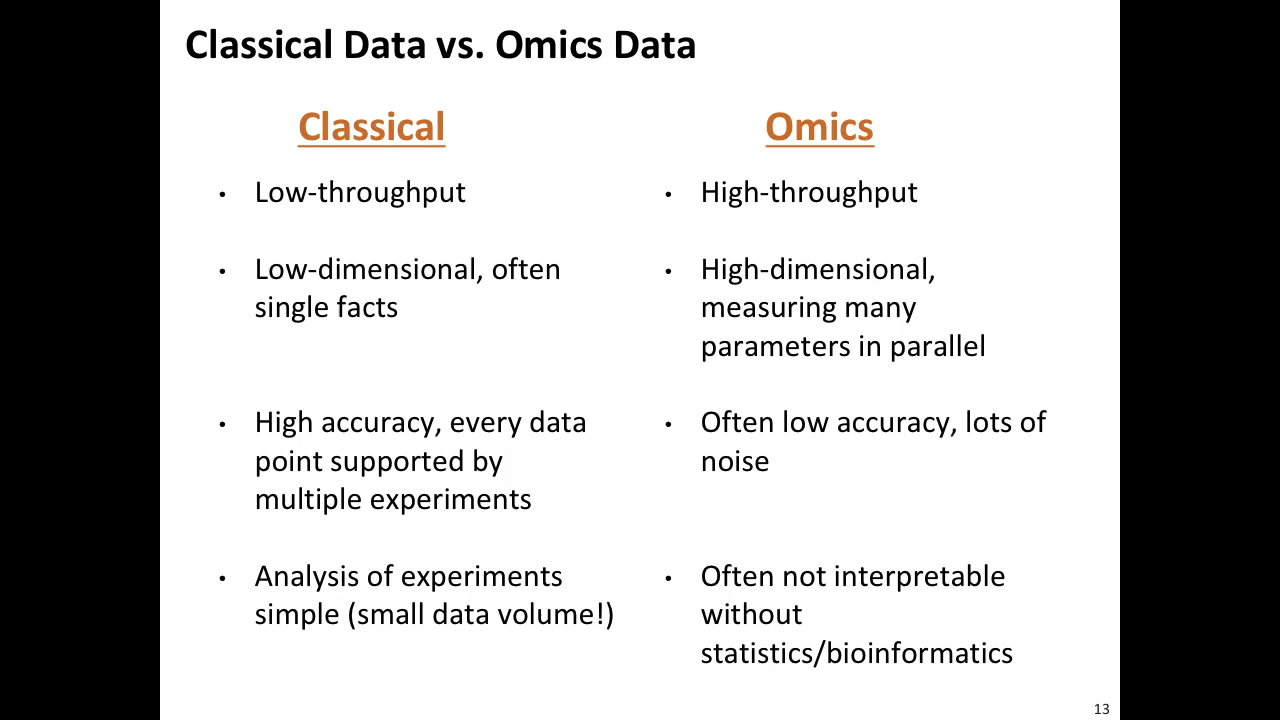 Classical Data vs. Omics Data
Classical
• Low-throughput
• Low-dimensional, often
single facts
• High accuracy, every data
point supported by
multiple experiments
• Analysis of experiments
simple (small data volume!)
Omics
• High-throughput
• High-dimensional,
measuring many
parameters in parallel
• Often low accuracy, lots of
noise
• Often not interpretable
without
statistics/bioinformatics
13